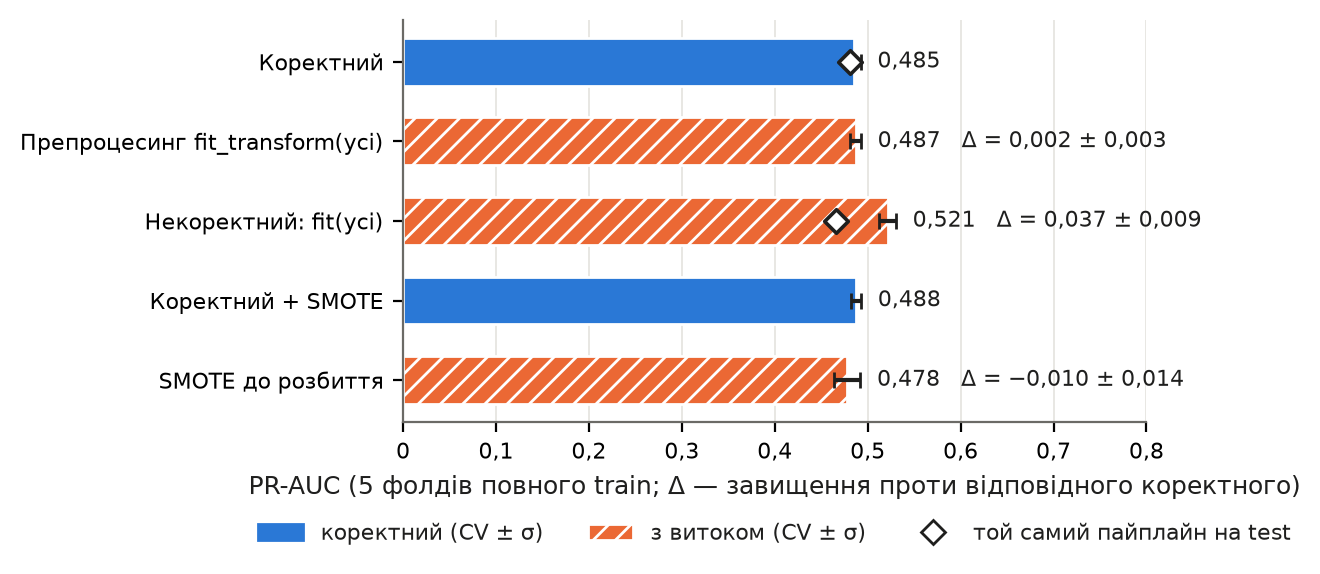 Коректний
0,485
Препроцесинг fit_transform(усі)
0,487 Δ = 0,002 ± 0,003
Некоректний: fit(усі)
0,521 Δ = 0,037 ± 0,009
Коректний + SMOTE
0,488
SMOTE до розбиття
0,478 Δ = −0,010 ± 0,014
0 0,1 0,2 0,3 0,4 0,5 0,6 0,7 0,8
PR-AUC (5 фолдів повного train; Δ — завищення проти відповідного коректного)
коректний (CV ± σ) з витоком (CV ± σ) той самий пайплайн на test